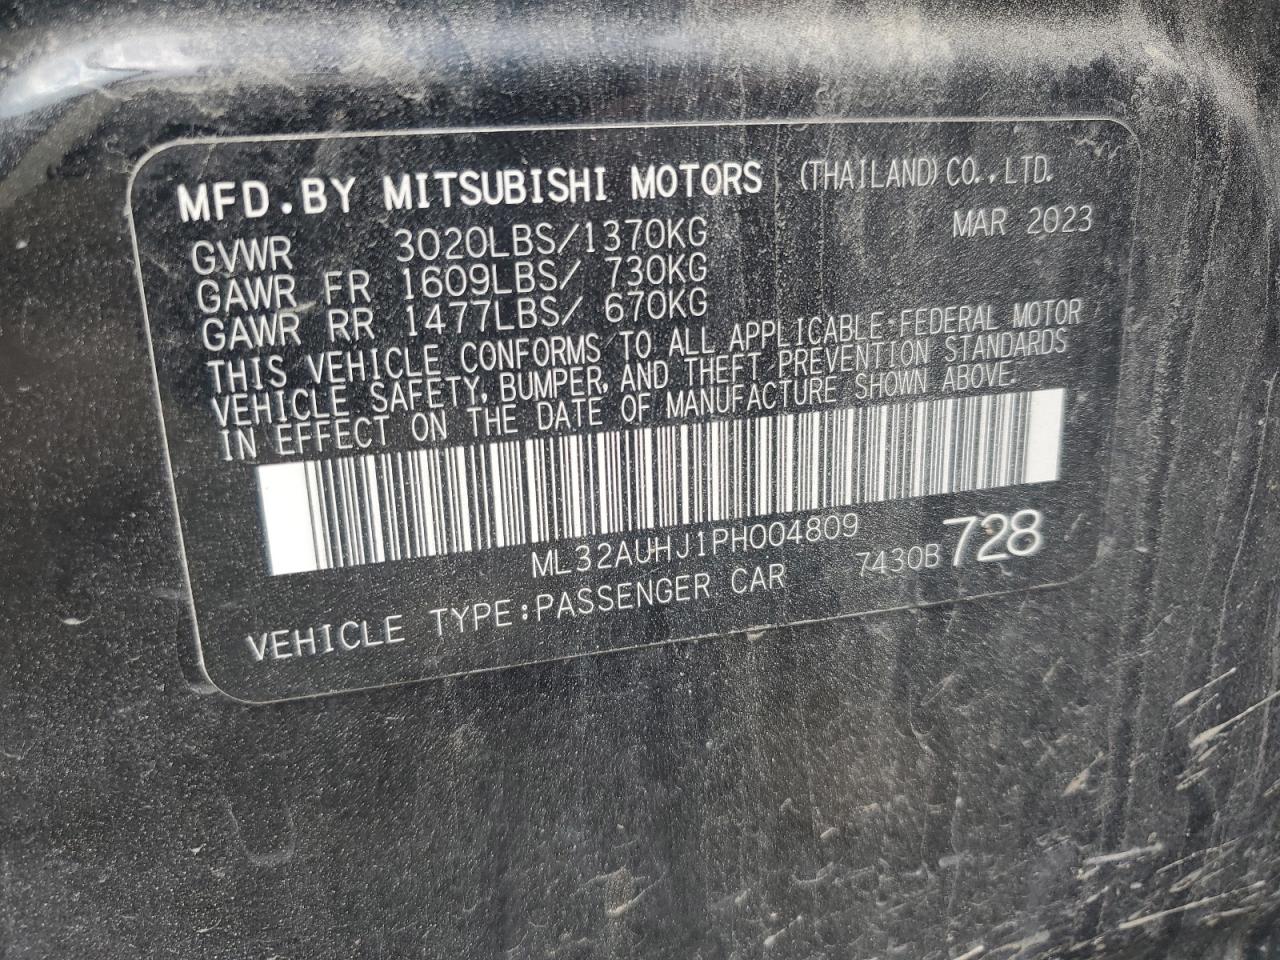 MFD.BY MITSUBISHI MOTORS (THAILAND) CO.,LTD.
GVWR 3020LBS/1370KG MAR 2023
GAWR FR 1609LBS/ 730KG
GAWR RR 1477LBS/ 670KG
THIS VEHICLE CONFORMS TO ALL APPLICABLE FEDERAL MOTOR
VEHICLE SAFETY, BUMPER, AND THEFT PREVENTION STANDARDS
IN EFFECT ON THE DATE OF MANUFACTURE SHOWN ABOVE.
ML32AUHJ1PH004809
VEHICLE TYPE:PASSENGER CAR 7430B 728